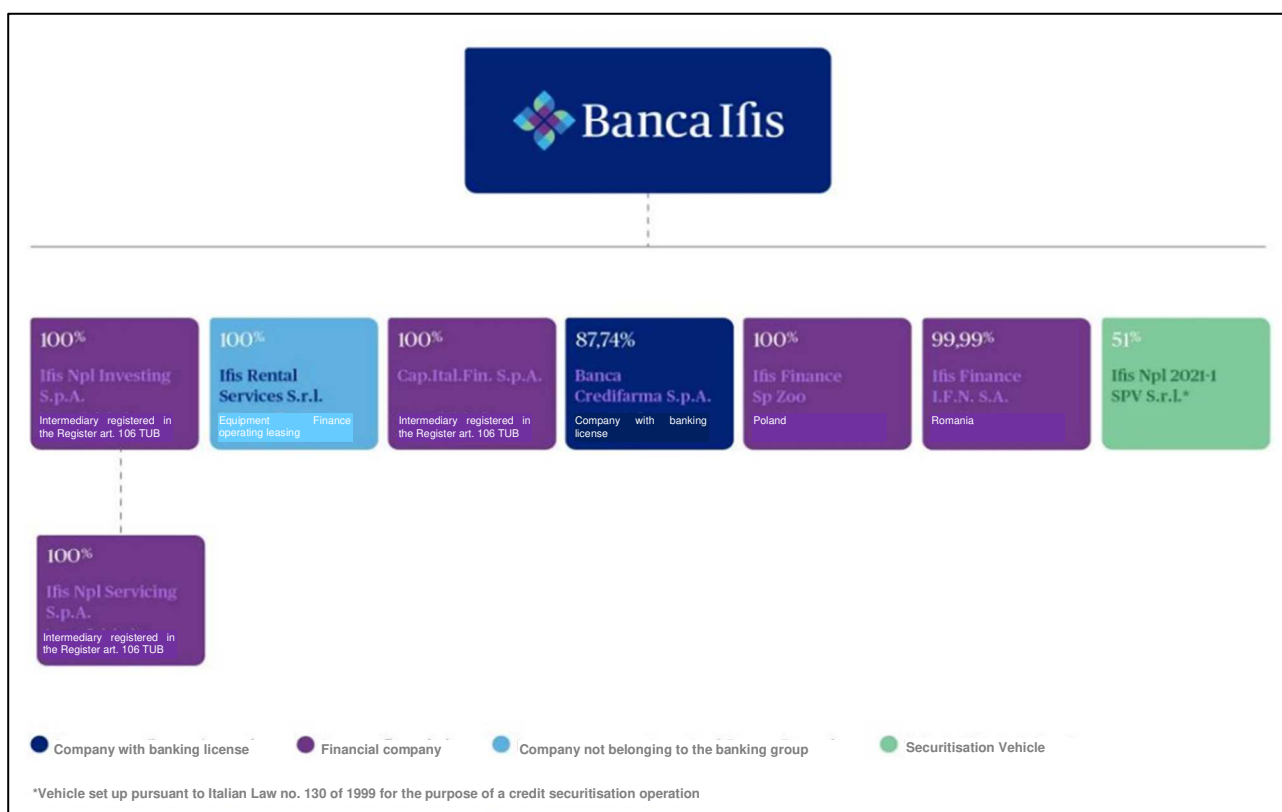 Banca Ifis
100%
Ifis Npl Investing
S.p.A.
Intermediary registered in
the Register art. 106 TUB
100%
Ifis Rental
Services S.r.l.
Equipment Finance
operating leasing
100%
Cap.Ital.Fin. S.p.A.
Intermediary registered in
the Register art. 106 TUB
87,74%
Banca
Credifarma S.p.A.
Company with banking
license
100%
Ifis Finance
Sp Zoo
Poland
99,99%
Ifis Finance
I.F.N. S.A.
Romania
51%
Ifis Npl 2021-1
SPV S.r.l.*
100%
Ifis Npl Servicing
S.p.A.
Intermediary registered in
the Register art. 106 TUB
Company with banking license
Financial company
Company not belonging to the banking group
Securitisation Vehicle
*Vehicle set up pursuant to Italian Law no. 130 of 1999 for the purpose of a credit securitisation operation